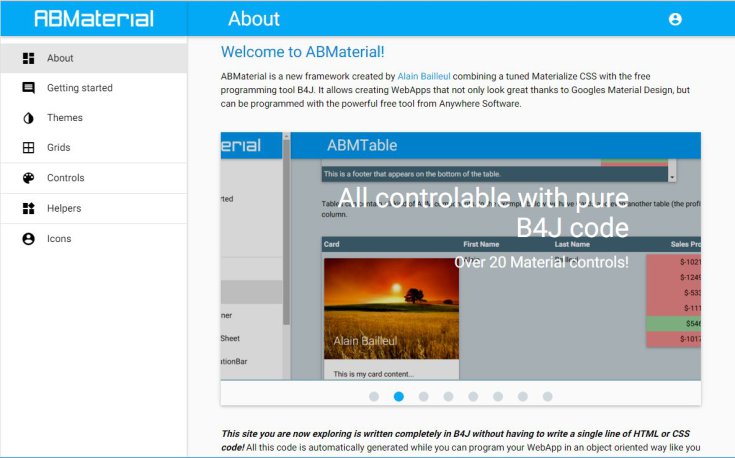 ABMaterial
About
About
Getting started
Themes
Grids
Controls
Helpers
Icons
Welcome to ABMaterial!
ABMaterial is a new framework created by Alain Bailleul combining a tuned Materialize CSS with the free
programming tool B4J. It allows creating WebApps that not only look great thanks to Googles Material Design, but
can be programmed with the powerful free tool from Anywhere Software.
erial
ABMTable
This is a footer that appears on the bottom of the table.
All controlable with pure
B4J code
another table (the profi
column.
rted
Card First Name Last Name Sales Pro
Over 20 Material controls!
$-1021
$-1249
$-533
$-111
$546
$-1017
ner
Sheet
ationBar
Alain Bailleul
This is my card content...
This site you are now exploring is written completely in B4J without having to write a single line of HTML or CSS
code! All this code is automatically generated while you can program your WebApp in an object oriented way like you